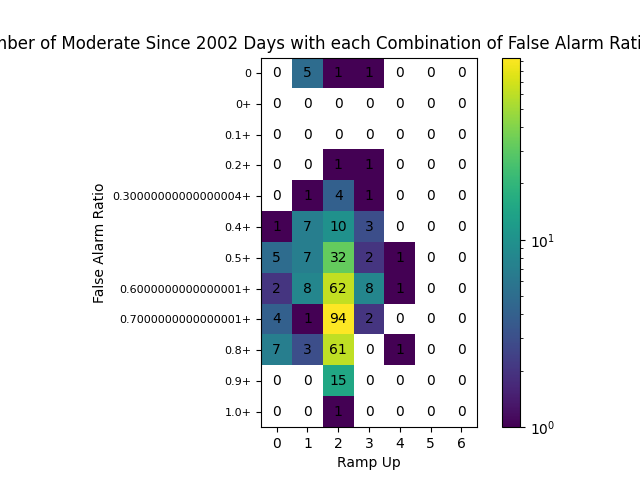 nber of Moderate Since 2002 Days with each Combination of False Alarm Rati
0 0 5 1 1 0 0 0
0+ 0 0 0 0 0 0 0
0.1+ 0 0 0 0 0 0 0
0.2+ 0 0 1 1 0 0 0
0.30000000000000004+ 0 1 4 1 0 0 0
0.4+ 1 7 10 3 0 0 0
0.5+ 5 7 32 2 1 0 0
0.6000000000000001+ 2 8 62 8 1 0 0
0.7000000000000001+ 4 1 94 2 0 0 0
0.8+ 7 3 61 0 1 0 0
0.9+ 0 0 15 0 0 0 0
1.0+ 0 0 1 0 0 0 0
0 1 2 3 4 5 6
Ramp Up
False Alarm Ratio
10¹
10⁰